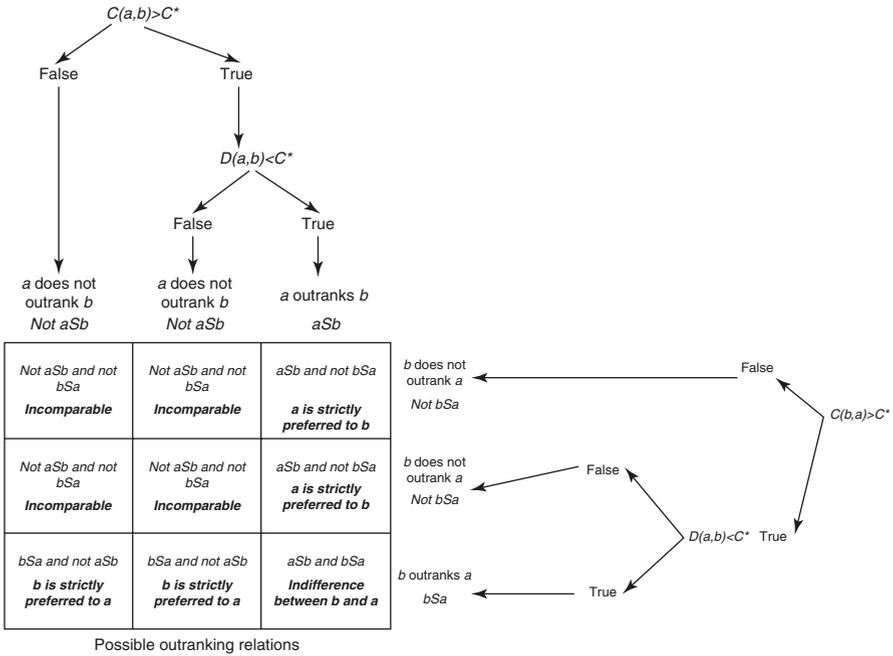 C(a,b)>C*
False
True
D(a,b)<C*
False
True
a does not
outrank b
Not aSb
a does not
outrank b
Not aSb
a outranks b
aSb
Not aSb and not
bSa
Incomparable
Not aSb and not
bSa
Incomparable
aSb and not bSa
a is strictly
preferred to b
b does not
outrank a
Not bSa
False
C(b,a)>C*
Not aSb and not
bSa
Incomparable
Not aSb and not
bSa
Incomparable
aSb and not bSa
a is strictly
preferred to b
b does not
outrank a
Not bSa
False
D(a,b)<C*
True
bSa and not aSb
b is strictly
preferred to a
bSa and not aSb
b is strictly
preferred to a
aSb and bSa
Indifference
between b and a
b outranks a
bSa
True
Possible outranking relations